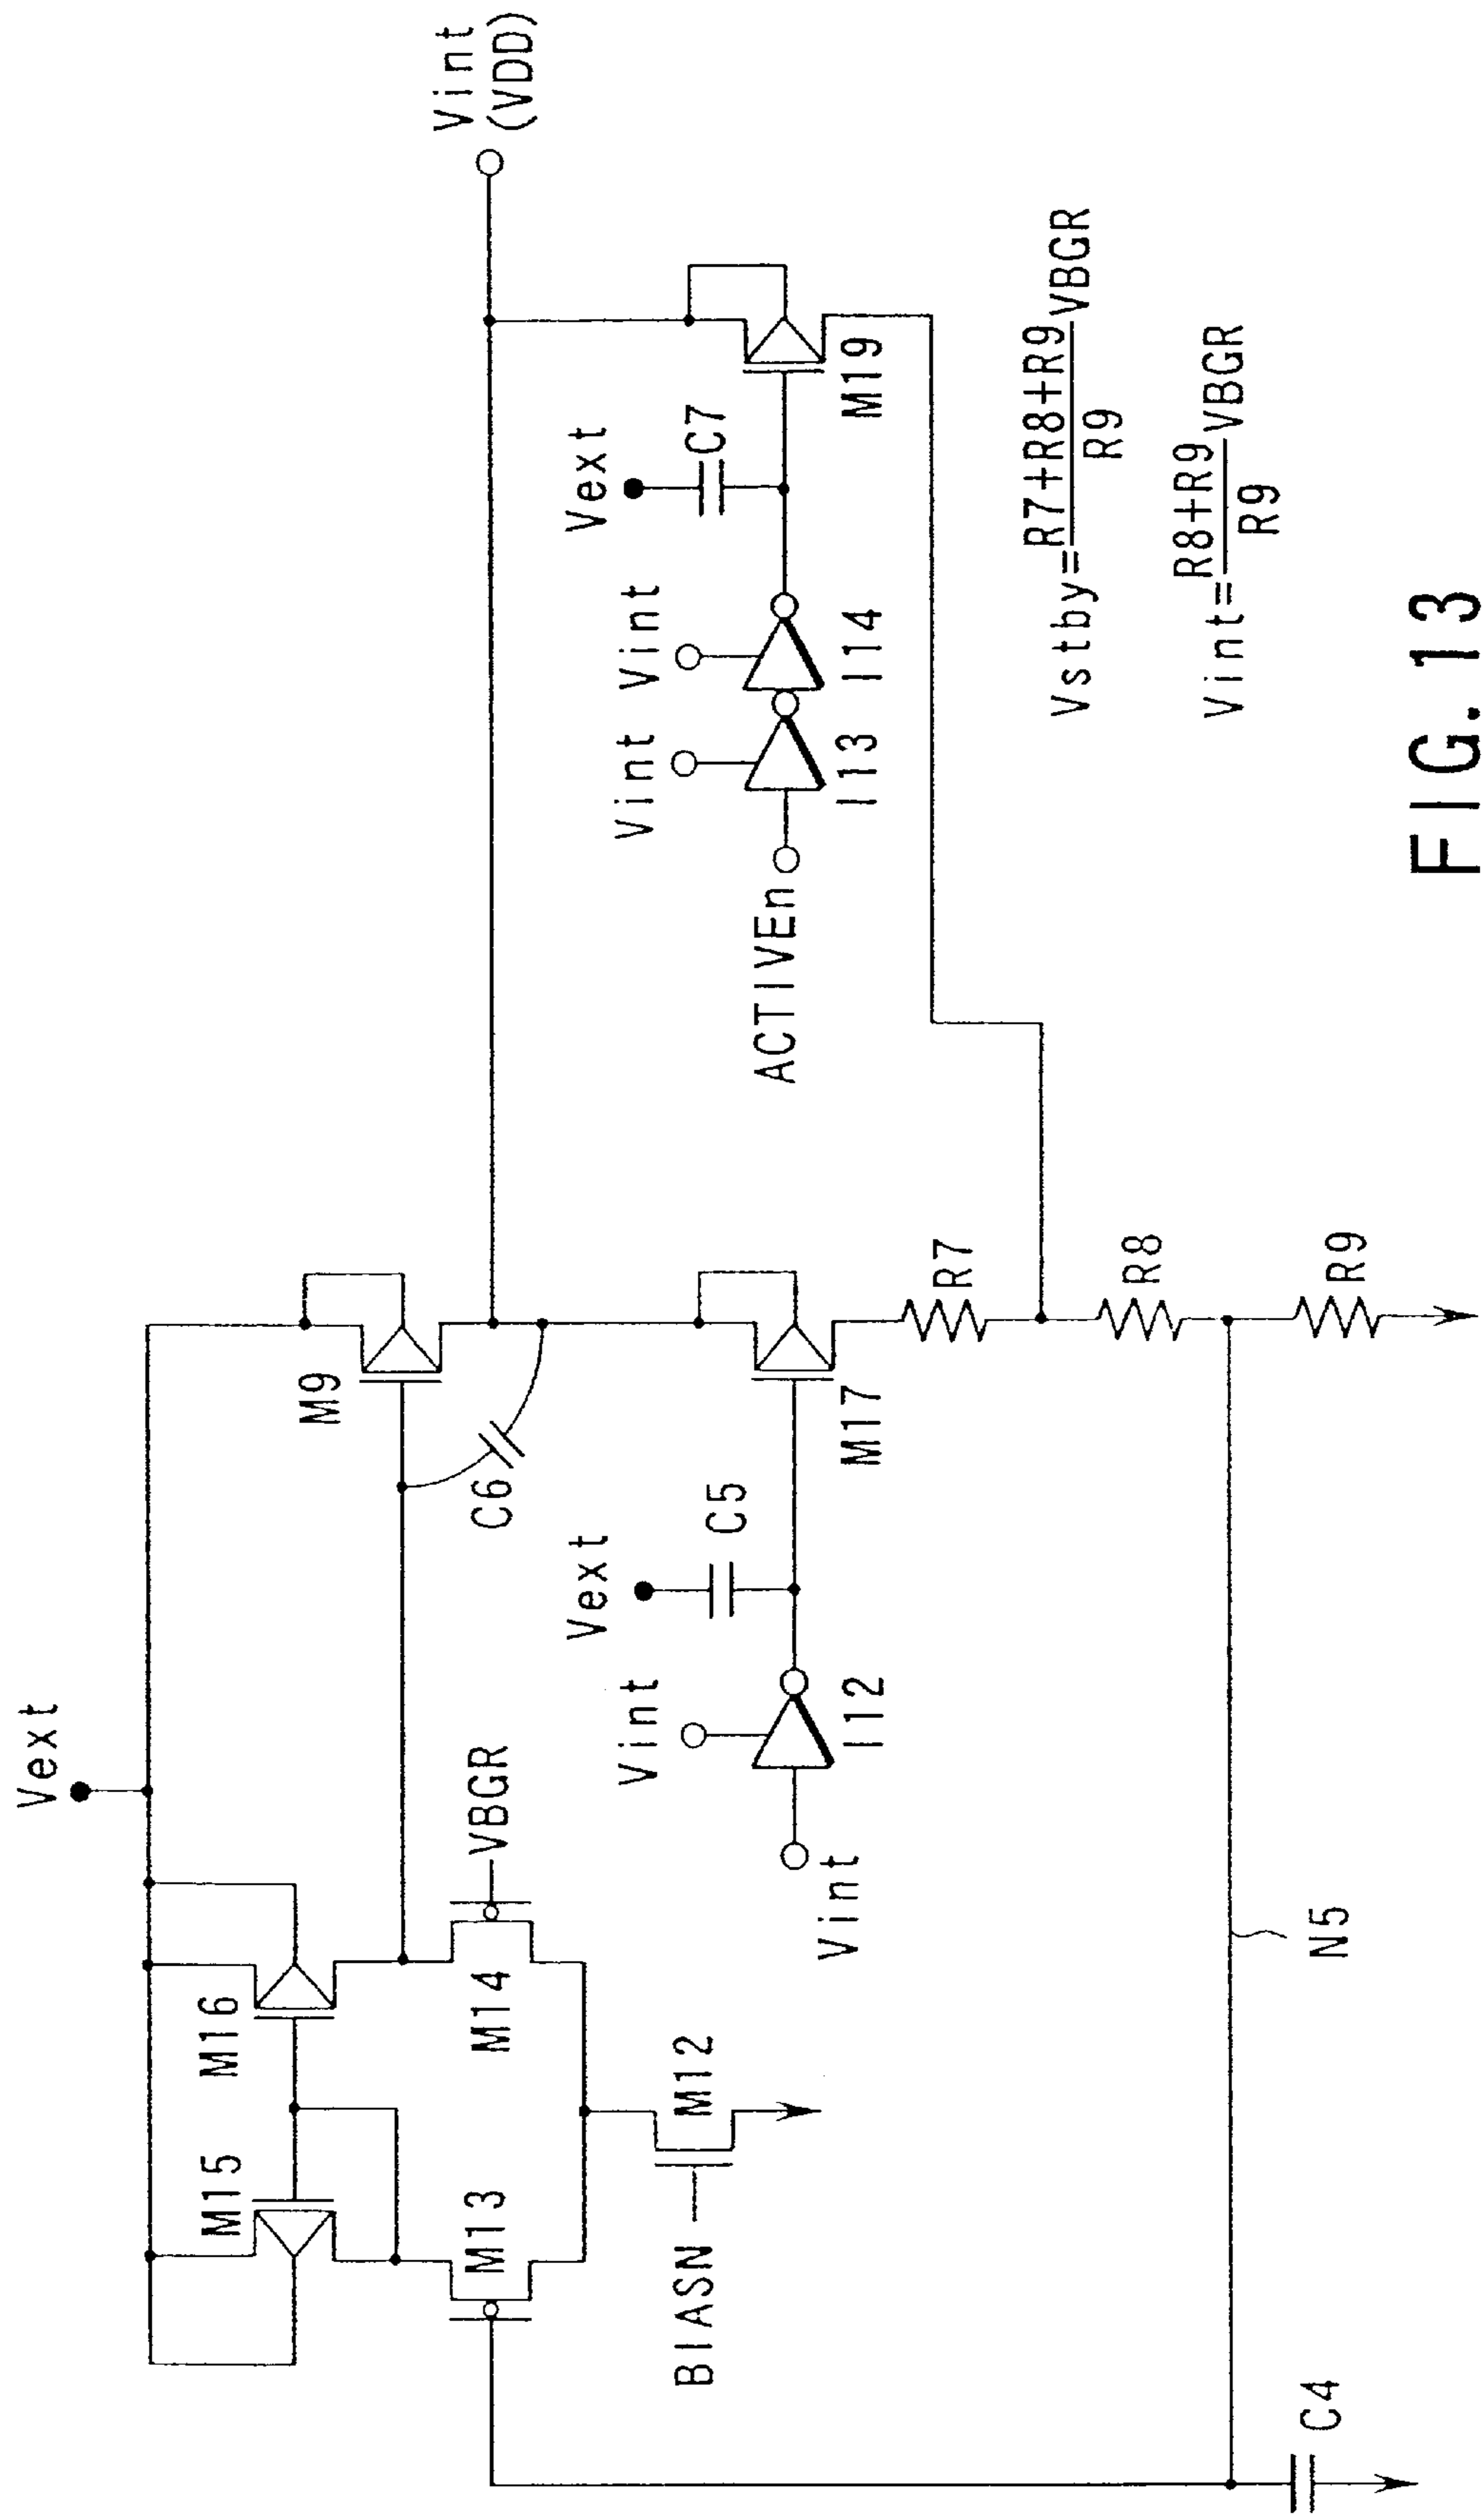 Vext
M15
M16
M9
Vint
(VDD)
C6
M13
M14
VBGR
BIASN
M12
Vext
C5
Vint
Vint
I12
M17
Vext
C7
Vint
Vint
ACTIVEn
I13
I14
M19
R7
R8
R9
N5
C4
Vstby=R7+R8+R9/R9 VBGR
Vint=R8+R9/R9 VBGR
FIG. 13